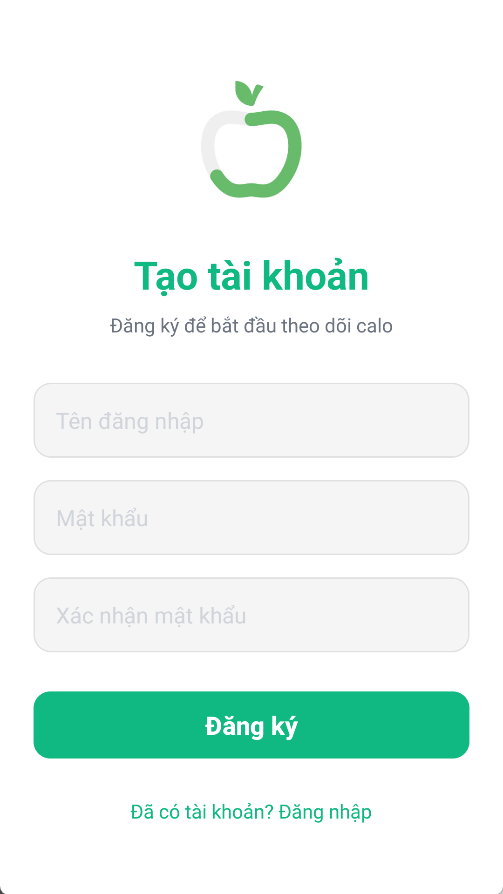 Tạo tài khoản
Đăng ký để bắt đầu theo dõi calo
Tên đăng nhập
Mật khẩu
Xác nhận mật khẩu
Đăng ký
Đã có tài khoản? Đăng nhập